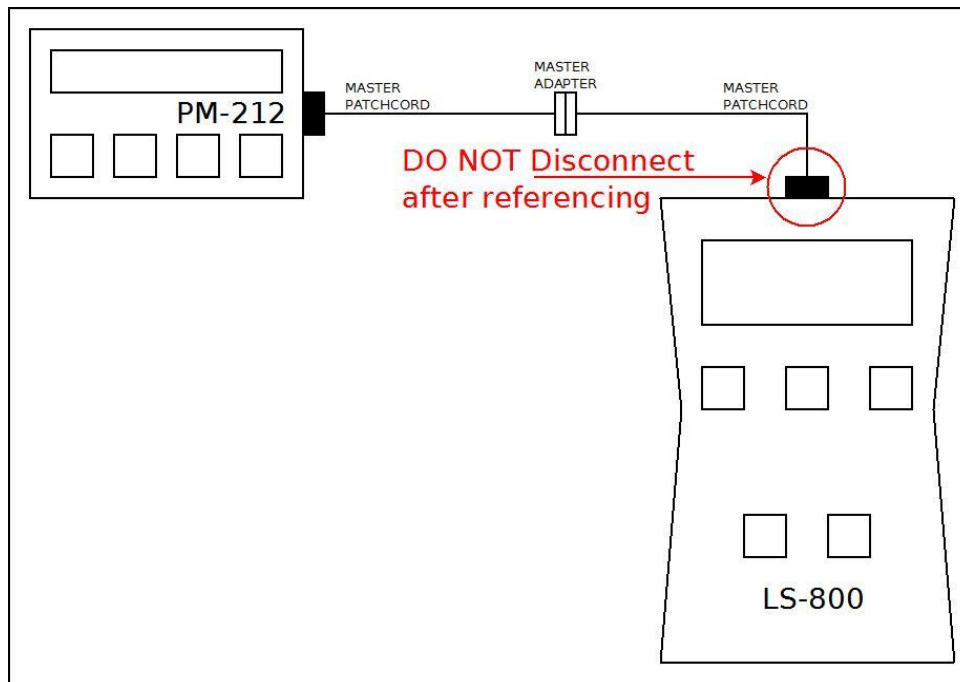 PM-212
MASTER
PATCHCORD
MASTER
ADAPTER
MASTER
PATCHCORD
DO NOT Disconnect
after referencing
LS-800